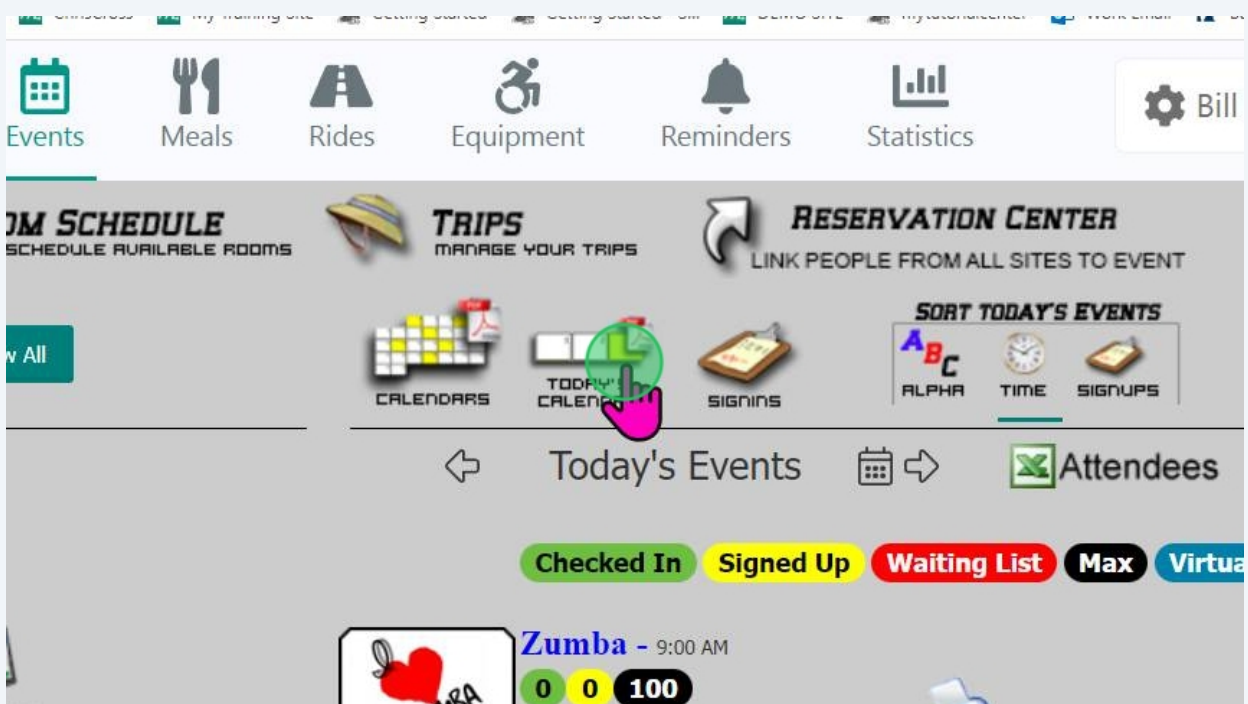 Events Meals Rides Equipment Reminders Statistics Bill
SCHEDULE
SCHEDULE AVAILABLE ROOMS
TRIPS
MANAGE YOUR TRIPS
RESERVATION CENTER
LINK PEOPLE FROM ALL SITES TO EVENT
All
CALENDARS
TODAY'S
SIGNINS
SORT TODAY'S EVENTS
ABC
ALPHA TIME SIGNUPS
Today's Events
Attendees
Checked In Signed Up Waiting List Max
Zumba - 9:00 AM
0 0 100